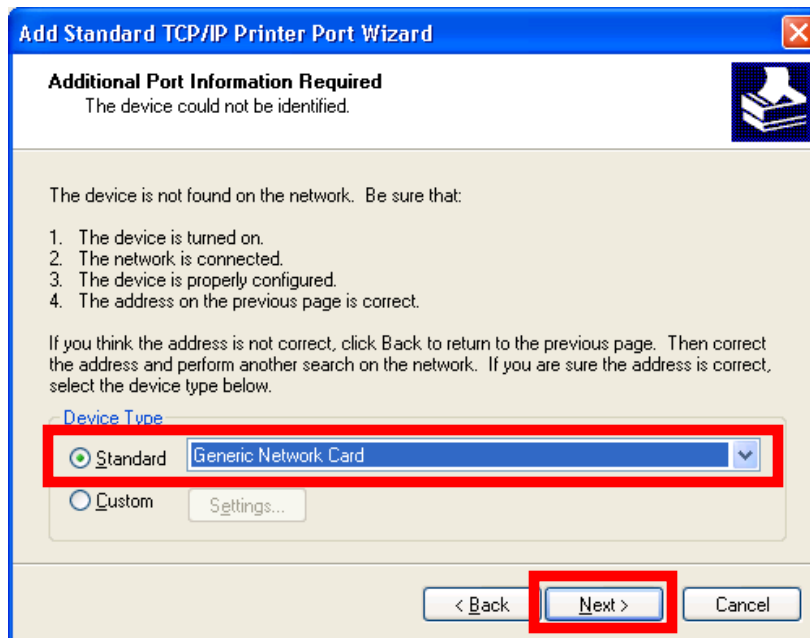 Add Standard TCP/IP Printer Port Wizard
Additional Port Information Required
The device could not be identified.
The device is not found on the network.  Be sure that:
1.  The device is turned on.
2.  The network is connected.
3.  The device is properly configured.
4.  The address on the previous page is correct.
If you think the address is not correct, click Back to return to the previous page.  Then correct
the address and perform another search on the network.  If you are sure the address is correct,
select the device type below.
Device Type
Standard Generic Network Card
Custom Settings...
< Back Next > Cancel